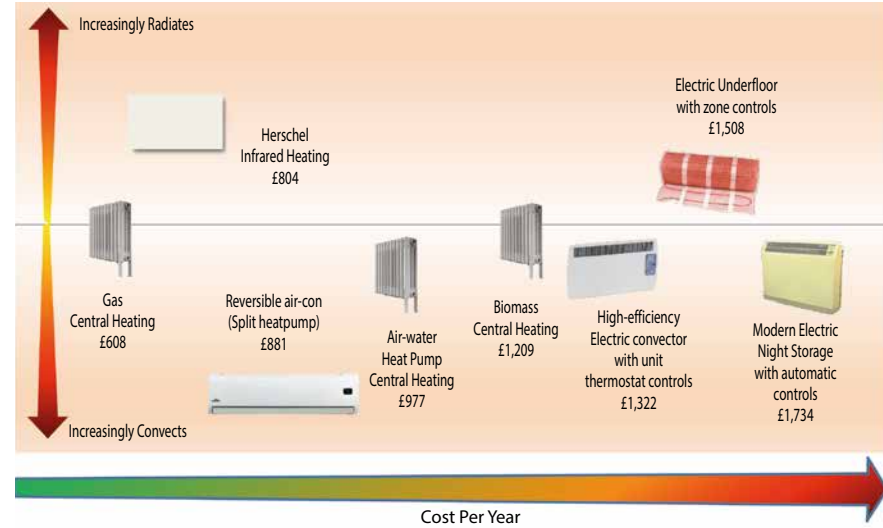 Increasingly Radiates
Electric Underfloor
with zone controls
£1,508
Herschel
Infrared Heating
£804
Gas
Central Heating
£608
Reversible air-con
(Split heatpump)
£881
Air-water
Heat Pump
Central Heating
£977
Biomass
Central Heating
£1,209
High-efficiency
Electric convector
with unit
thermostat controls
£1,322
Modern Electric
Night Storage
with automatic
controls
£1,734
Increasingly Convects
Cost Per Year